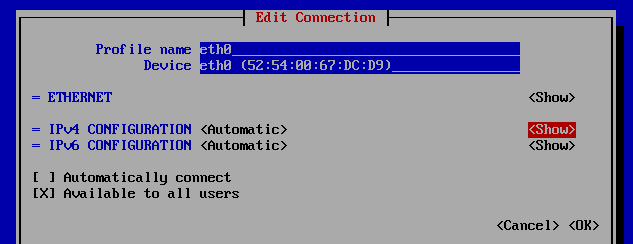 Edit Connection
Profile name eth0
Device eth0 (52:54:00:67:DC:D9)
= ETHERNET <Show>
= IPv4 CONFIGURATION <Automatic> <Show>
= IPv6 CONFIGURATION <Automatic> <Show>
[ ] Automatically connect
[X] Available to all users
<Cancel> <OK>